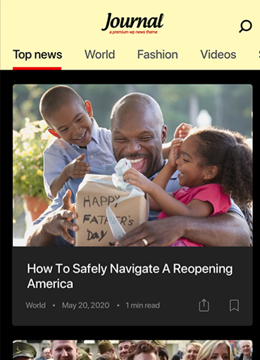 Journal
a premium wp news theme
Top news World Fashion Videos
HAPPY
FATHER'S
DAY
How To Safely Navigate A Reopening
America
World • May 20, 2020 • 1 min read